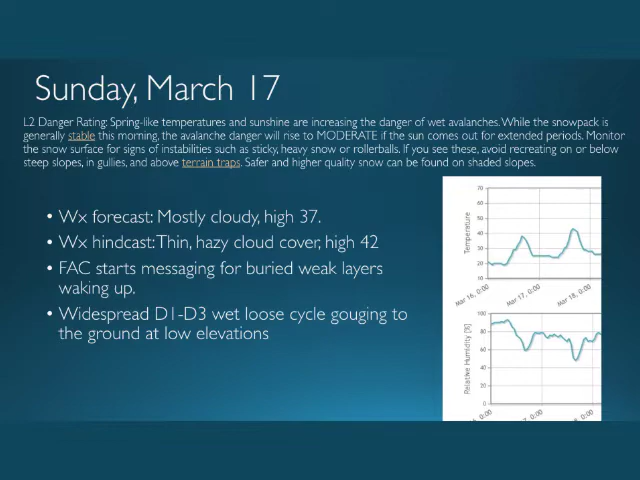 Sunday, March 17
L2 Danger Rating: Spring-like temperatures and sunshine are increasing the danger of wet avalanches. While the snowpack is
generally stable this morning, the avalanche danger will rise to MODERATE if the sun comes out for extended periods. Monitor
the snow surface for signs of instabilities such as sticky, heavy snow or rollerballs. If you see these, avoid recreating on or below
steep slopes, in gullies, and above terrain traps. Safer and higher quality snow can be found on shaded slopes.
• Wx forecast: Mostly cloudy, high 37.
• Wx hindcast: Thin, hazy cloud cover, high 42
• FAC starts messaging for buried weak layers
waking up.
• Widespread D1-D3 wet loose cycle gouging to
the ground at low elevations
Temperature
70
60
50
40
30
20
10
Mar 16, 0:00
Mar 17, 0:00
Mar 18, 0:00
Relative Humidity [%]
100
80
60
40
20
0
0:00
0:00
0:00